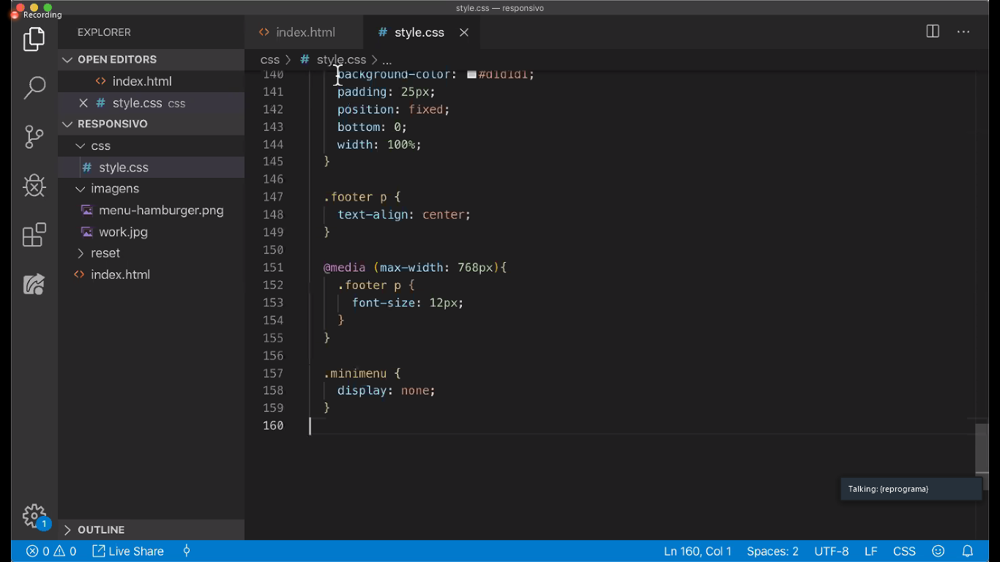 style.css — responsivo
Recording
EXPLORER
OPEN EDITORS
index.html
style.css css
RESPONSIVO
css
style.css
imagens
menu-hamburger.png
work.jpg
reset
index.html
OUTLINE
index.html
# style.css
css > # style.css > ...
140 background-color: #d1d1d1;
141 padding: 25px;
142 position: fixed;
143 bottom: 0;
144 width: 100%;
145 }
146
147 .footer p {
148 text-align: center;
149 }
150
151 @media (max-width: 768px){
152 .footer p {
153 font-size: 12px;
154 }
155 }
156
157 .minimenu {
158 display: none;
159 }
160
Talking: {reprograma}
1
0 0 Live Share Ln 160, Col 1 Spaces: 2 UTF-8 LF CSS